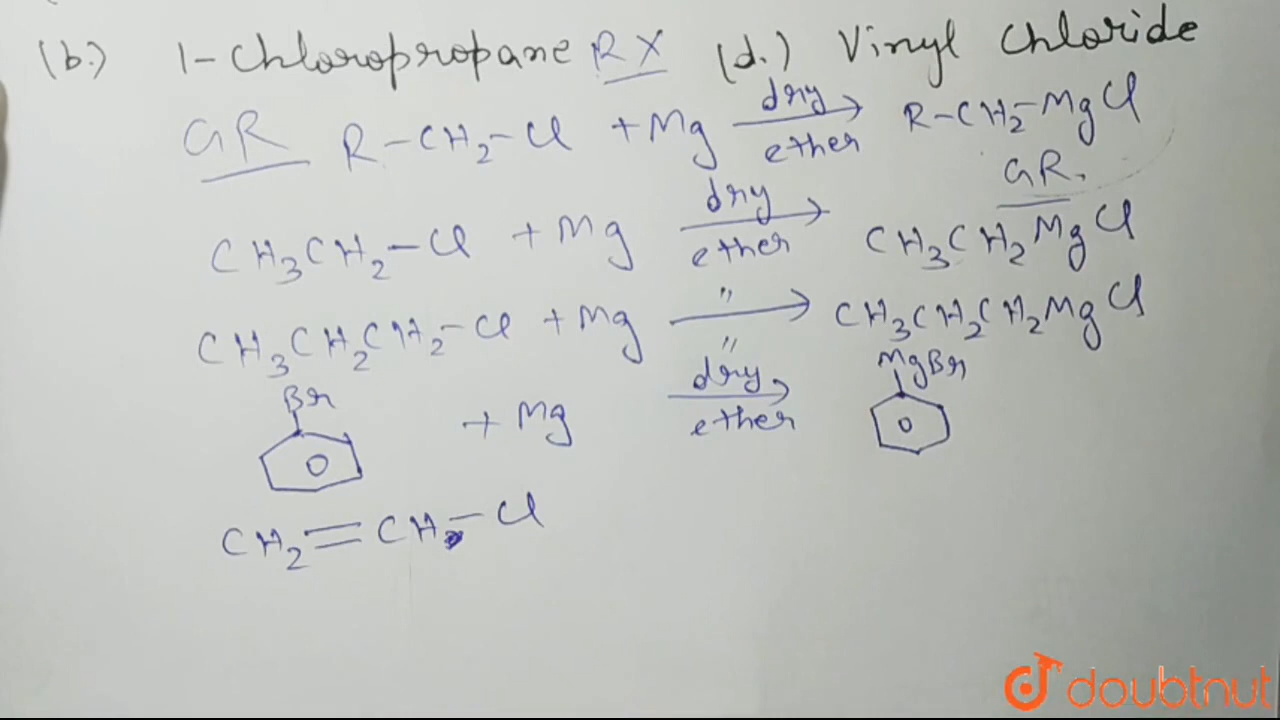 (b.) 1-Chloropropane RX (d.) Vinyl Chloride
GR R-CH₂-Cl + Mg dry ether → R-CH₂-MgCl
GR.
CH₃CH₂-Cl + Mg dry ether → CH₃CH₂MgCl
CH₃CH₂CH₂-Cl + Mg " " → CH₃CH₂CH₂MgCl
Br + Mg dry ether → MgBr
CH₂=CH-Cl
doubtnut